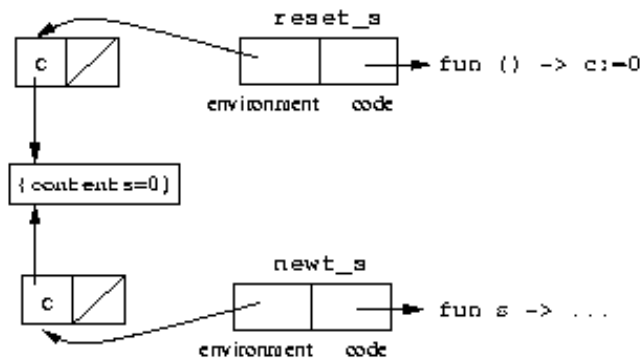 reset_s
c
fun () -> c:=0
environment code
{contents=0}
newt_s
c
fun s -> ...
environment code